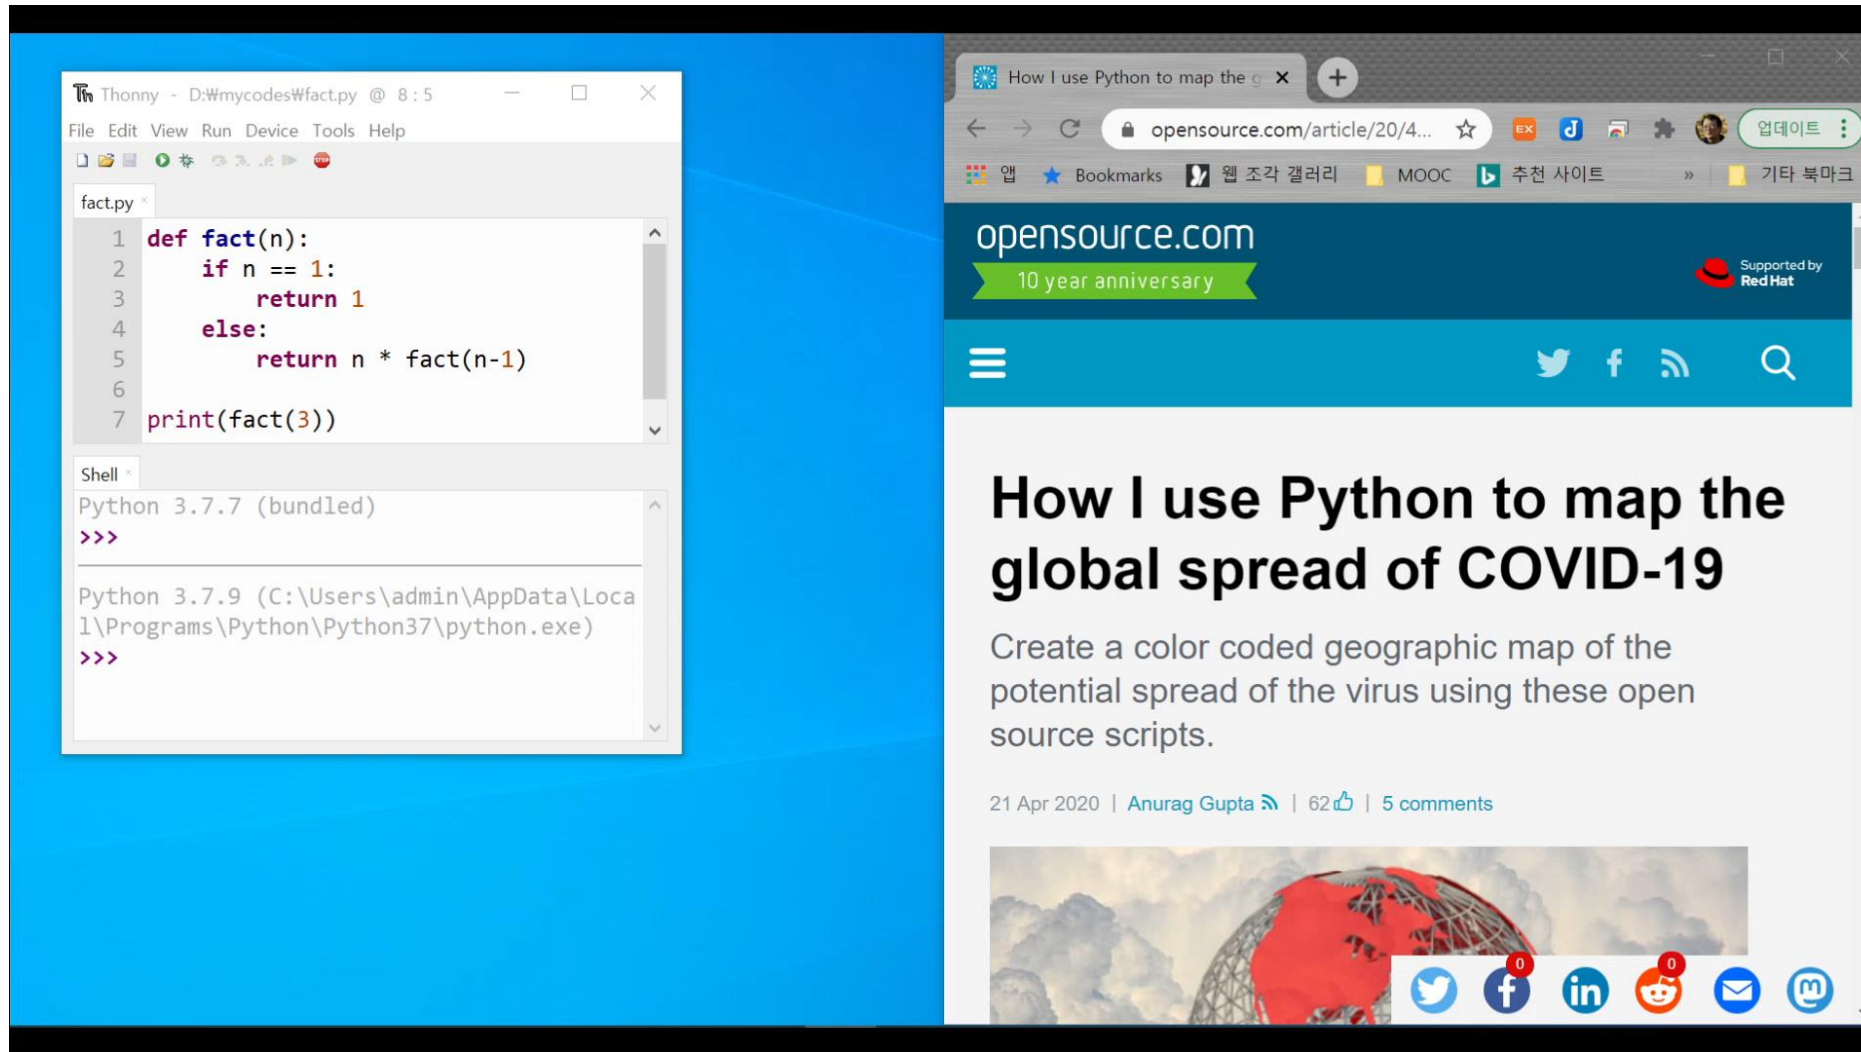 Thonny - D:₩mycodes₩fact.py @ 8 : 5
File Edit View Run Device Tools Help
STOP
fact.py
1 def fact(n):
2     if n == 1:
3         return 1
4     else:
5         return n * fact(n-1)
6
7 print(fact(3))
Shell
Python 3.7.7 (bundled)
>>>
Python 3.7.9 (C:\Users\admin\AppData\Loca
l\Programs\Python\Python37\python.exe)
>>>
How I use Python to map the g
opensource.com/article/20/4...
EX
업데이트
앱 Bookmarks 웹 조각 갤러리 MOOC 추천 사이트 » 기타 북마크
opensource.com
10 year anniversary
Supported by
Red Hat
How I use Python to map the
global spread of COVID-19
Create a color coded geographic map of the
potential spread of the virus using these open
source scripts.
21 Apr 2020 | Anurag Gupta | 62 | 5 comments
0 0